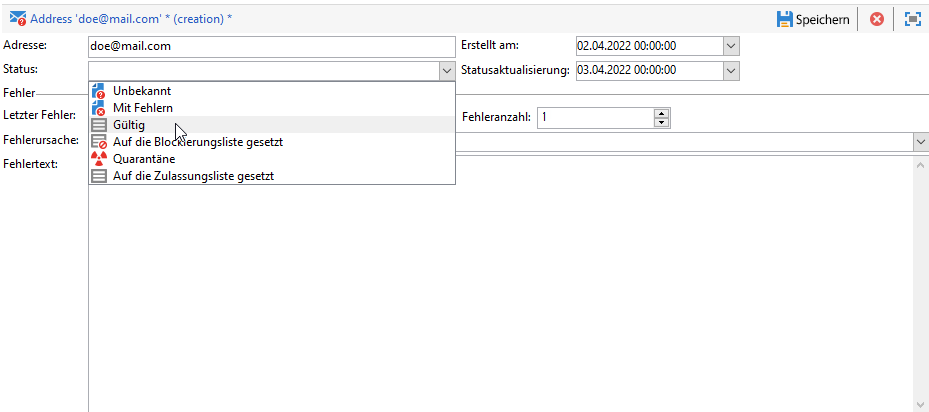 Address 'doe@mail.com' * (creation) *
Speichern
Adresse:
doe@mail.com
Erstellt am:
02.04.2022 00:00:00
Status:
Statusaktualisierung:
03.04.2022 00:00:00
Fehler
Unbekannt
Mit Fehlern
Gültig
Auf die Blockierungsliste gesetzt
Quarantäne
Auf die Zulassungsliste gesetzt
Letzter Fehler:
Fehleranzahl:
1
Fehlerursache:
Fehlertext: